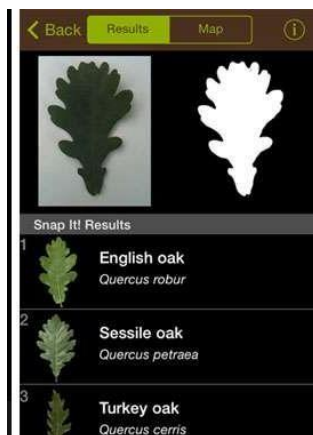 Back Results Map i
Snap It! Results
1
English oak
Quercus robur
2
Sessile oak
Quercus petraea
3
Turkey oak
Quercus cerris